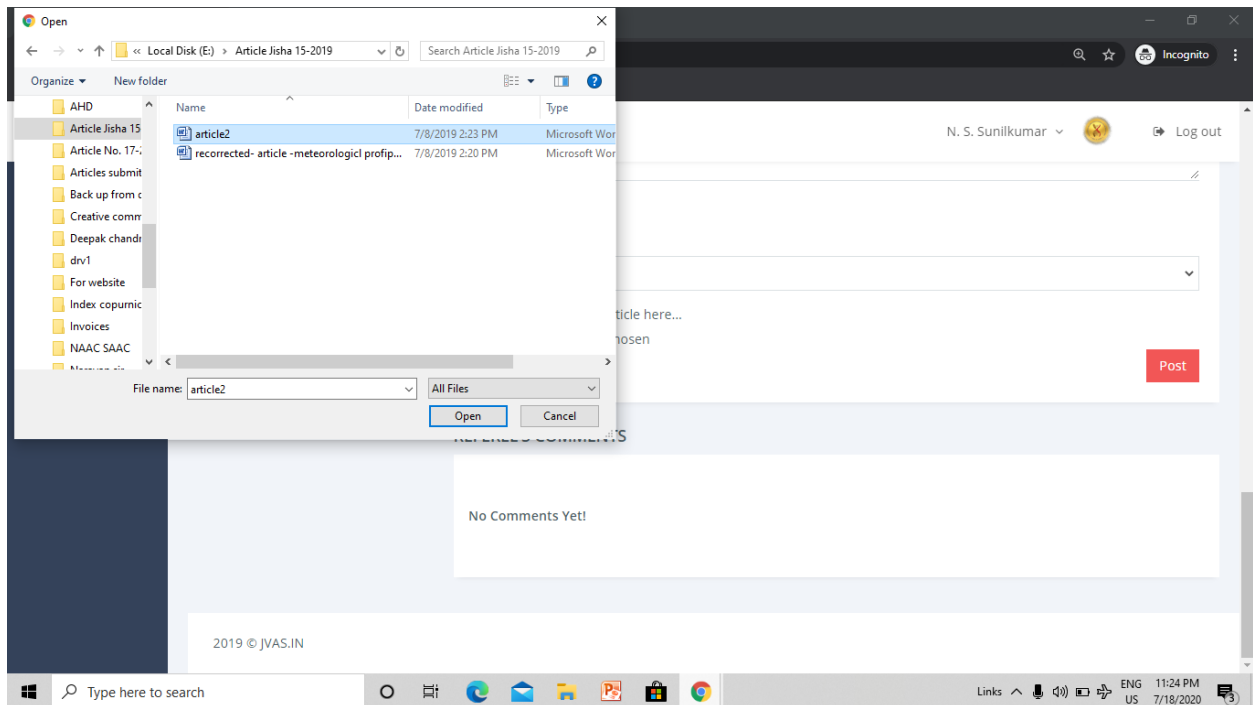 Open
« Local Disk (E:) › Article Jisha 15-2019
Search Article Jisha 15-2019
Incognito
Organize
New folder
AHD
Article Jisha 15
Article No. 17-
Articles submit
Back up from
Creative comm
Deepak chand
drv1
For website
Index copurnic
Invoices
NAAC SAAC
Name
Date modified
Type
article2
7/8/2019 2:23 PM
Microsoft Wor
recorrected- article -meteorologicl profip...
7/8/2019 2:20 PM
Microsoft Wor
File name:
article2
All Files
Open
Cancel
N. S. Sunilkumar
Log out
ticle here...
hosen
Post
REFEREE'S COMMENTS
No Comments Yet!
2019 © JVAS.IN
Type here to search
Links
ENG
US
11:24 PM
7/18/2020
3